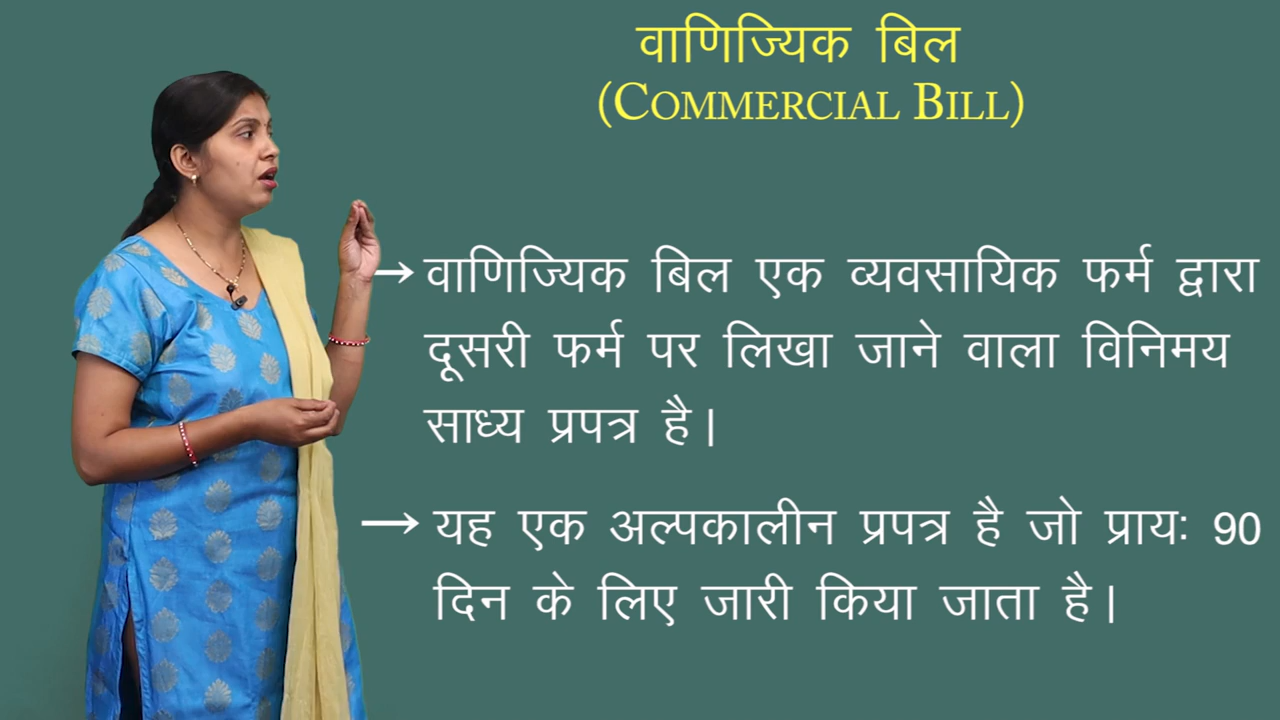 वाणिज्यिक बिल
(COMMERCIAL BILL)
→ वाणिज्यिक बिल एक व्यवसायिक फर्म द्वारा
दूसरी फर्म पर लिखा जाने वाला विनिमय
साध्य प्रपत्र है।
→ यह एक अल्पकालीन प्रपत्र है जो प्रायः 90
दिन के लिए जारी किया जाता है।